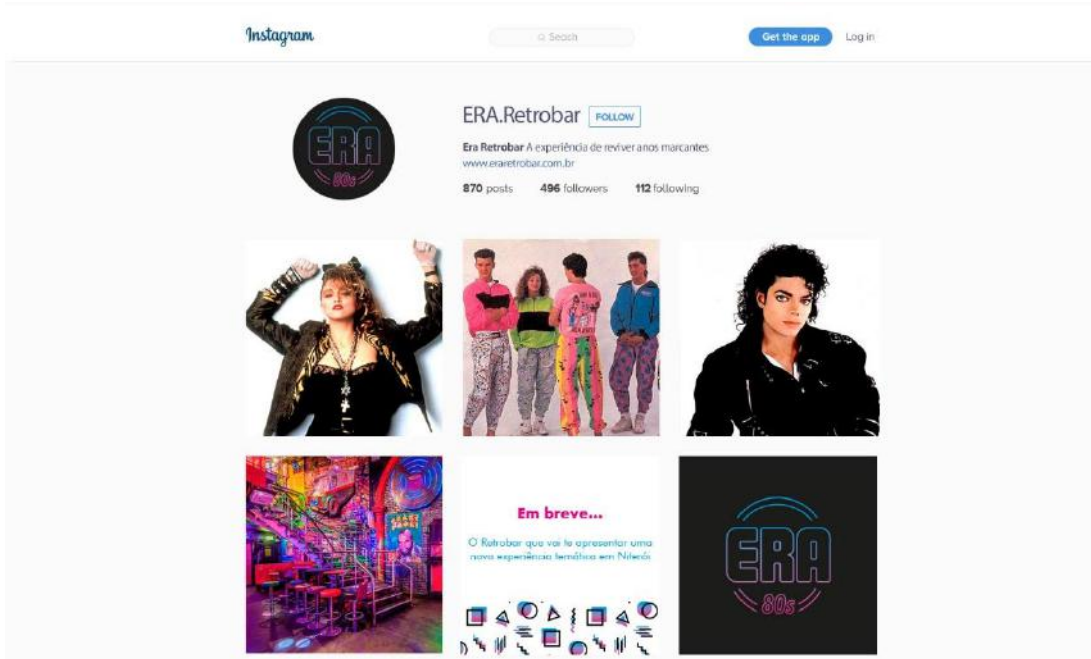 Instagram
Seach
Get the app
Log in
ERA
80s
ERA.Retrobar FOLLOW
Era Retrobar A experiência de reviver anos marcantes
www.eraretrobar.com.br
870 posts 496 followers 112 following
Em breve...
O Retrobar que vai te apresentar uma
nova experiência temática em Niterói
ERA
80s